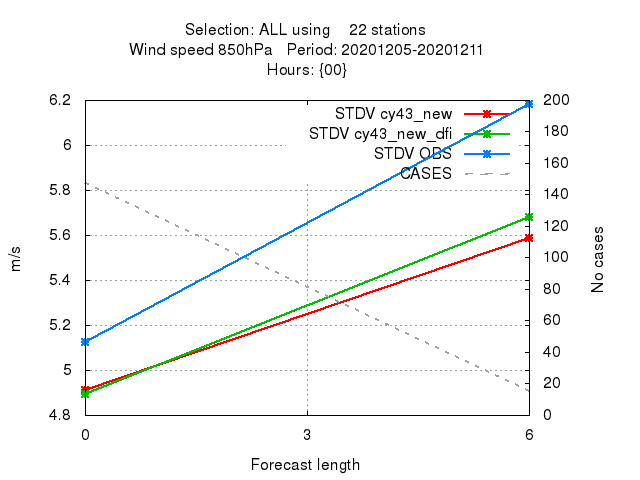 Selection: ALL using 22 stations
Wind speed 850hPa Period: 20201205-20201211
Hours: {00}
STDV cy43_new
STDV cy43_new_dfi
STDV OBS
CASES
6.2
6
5.8
5.6
5.4
5.2
5
4.8
m/s
200
180
160
140
120
100
80
60
40
20
0
No cases
0 3 6
Forecast length